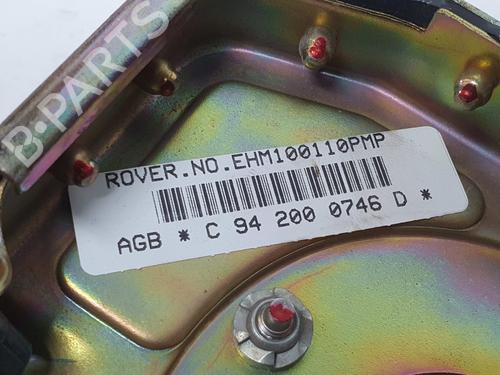 B-PARTS
ROVER.NO.EHM100110PMP
AGB * C 94 200 0746 D *